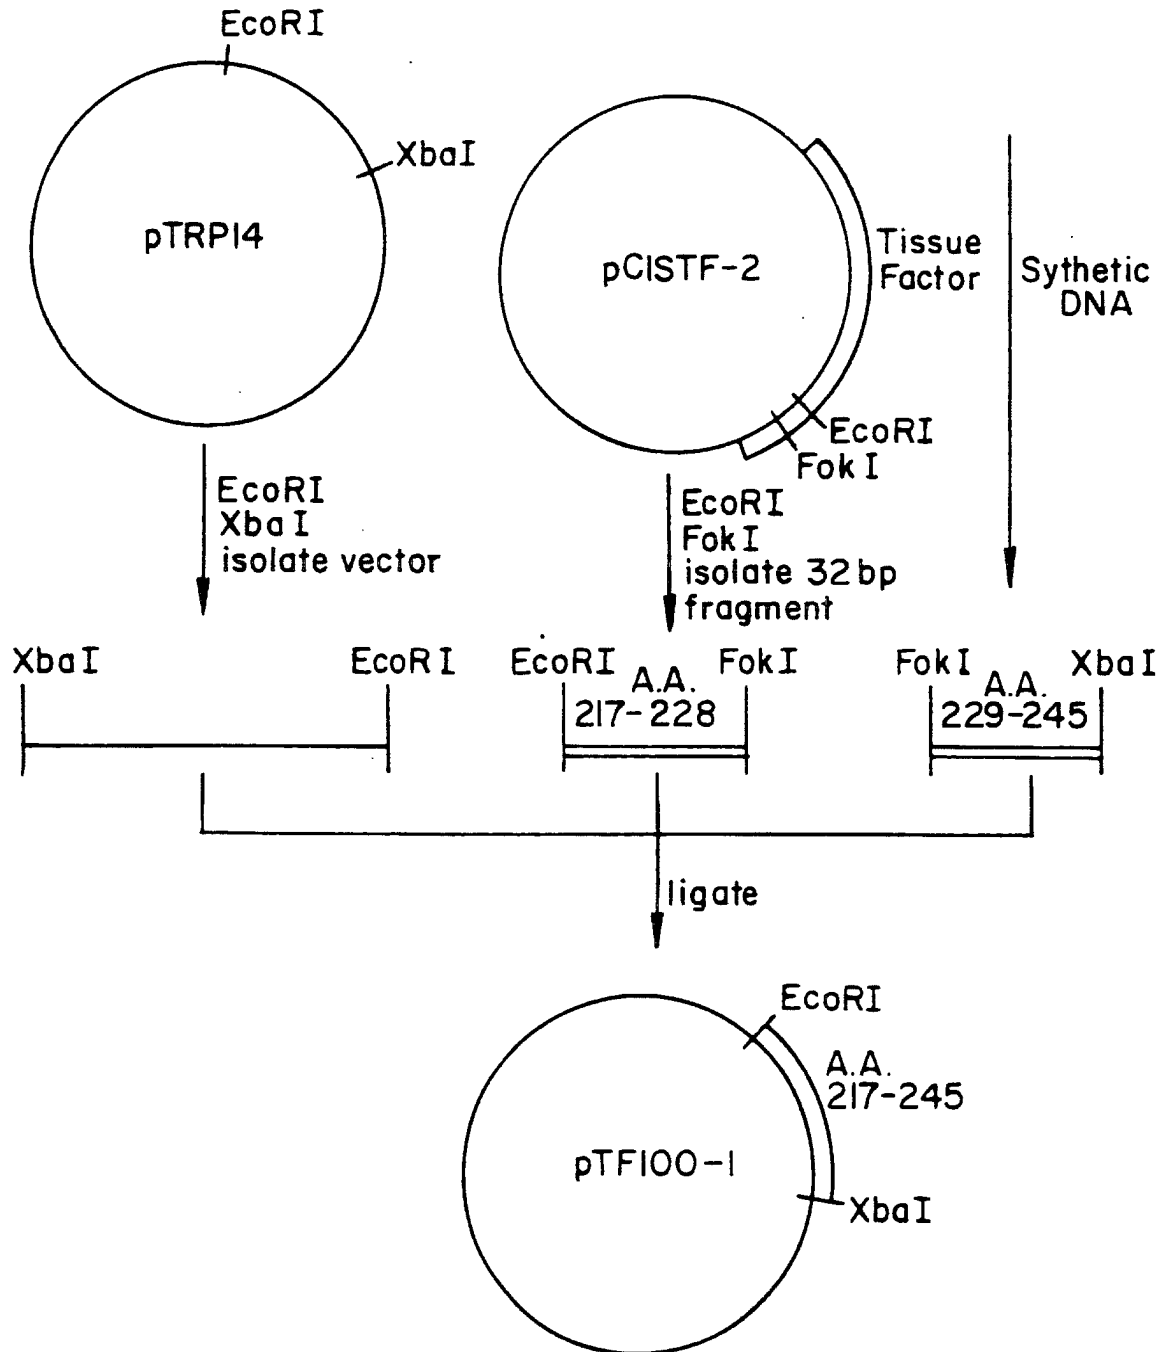 EcoRI
XbaI
pTRP14
pCISTF-2
Tissue
Factor
Sythetic
DNA
EcoRI
FokI
EcoRI
XbaI
isolate vector
EcoRI
FokI
isolate 32bp
fragment
XbaI
EcoRI
EcoRI
A.A.
217-228
FokI
FokI
A.A.
229-245
XbaI
ligate
EcoRI
A.A.
217-245
pTF100-1
XbaI